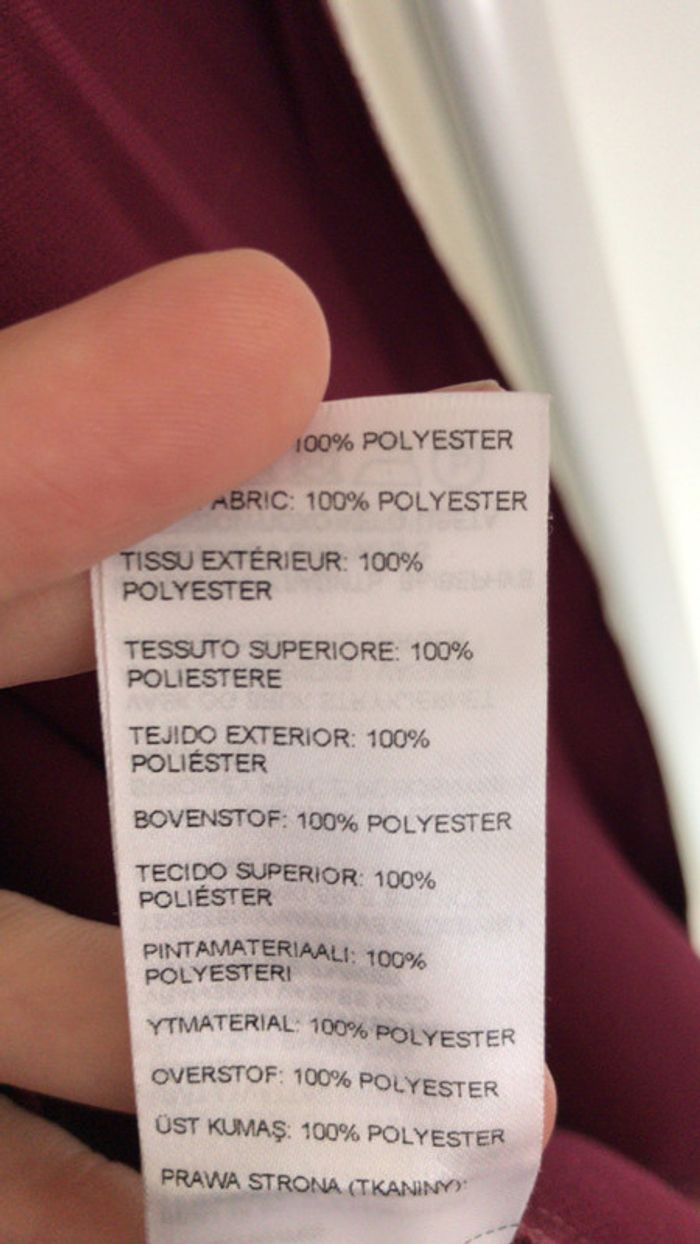 100% POLYESTER
ABRIC: 100% POLYESTER
TISSU EXTÉRIEUR: 100%
POLYESTER
TESSUTO SUPERIORE: 100%
POLIESTERE
TEJIDO EXTERIOR: 100%
POLIÉSTER
BOVENSTOF: 100% POLYESTER
TECIDO SUPERIOR: 100%
POLIÉSTER
PINTAMATERIAALI: 100%
POLYESTERI
YTMATERIAL: 100% POLYESTER
OVERSTOF: 100% POLYESTER
ÜST KUMAŞ: 100% POLYESTER
PRAWA STRONA (TKANINY):